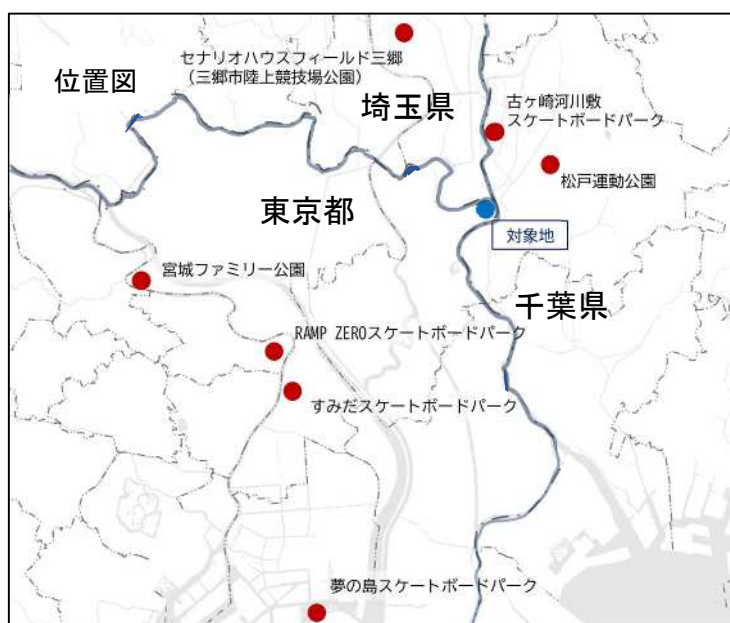 位置図
セナリオハウスフィールド三郷
（三郷市陸上競技場公園）
埼玉県
古ヶ崎河川敷
スケートボードパーク
松戸運動公園
東京都
対象地
宮城ファミリー公園
千葉県
RAMP ZEROスケートボードパーク
すみだスケートボードパーク
夢の島スケートボードパーク